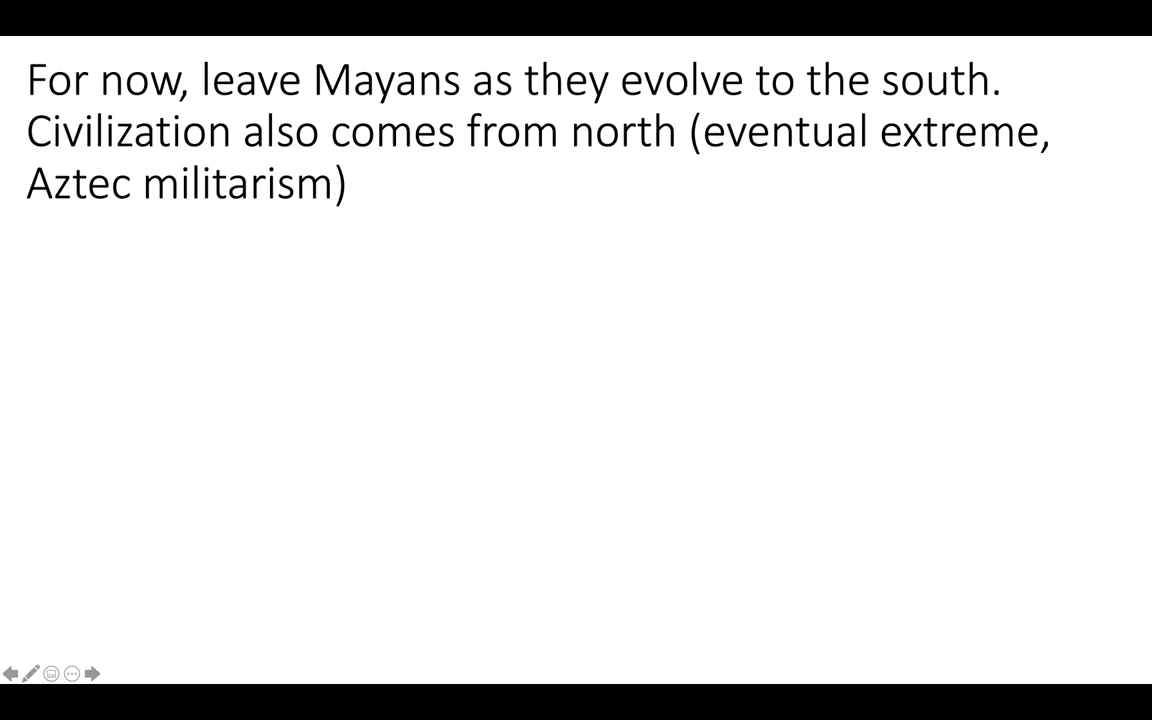 For now, leave Mayans as they evolve to the south.
Civilization also comes from north (eventual extreme,
Aztec militarism)